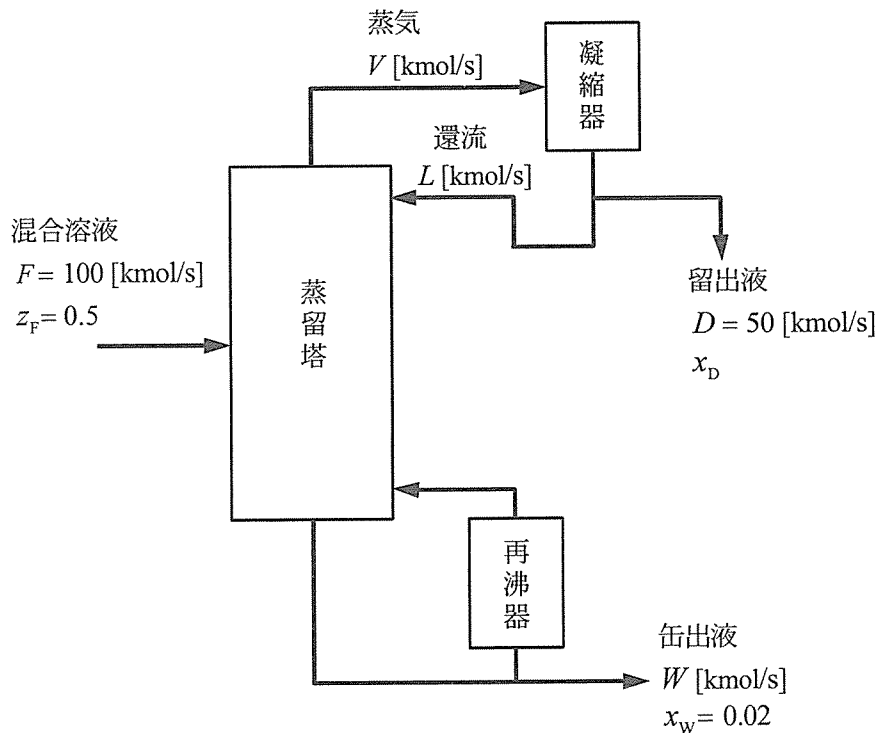 蒸気
V [kmol/s]
凝縮器
還流
L [kmol/s]
混合溶液
F = 100 [kmol/s]
z_F = 0.5
蒸留塔
留出液
D = 50 [kmol/s]
x_D
再沸器
缶出液
W [kmol/s]
x_W = 0.02